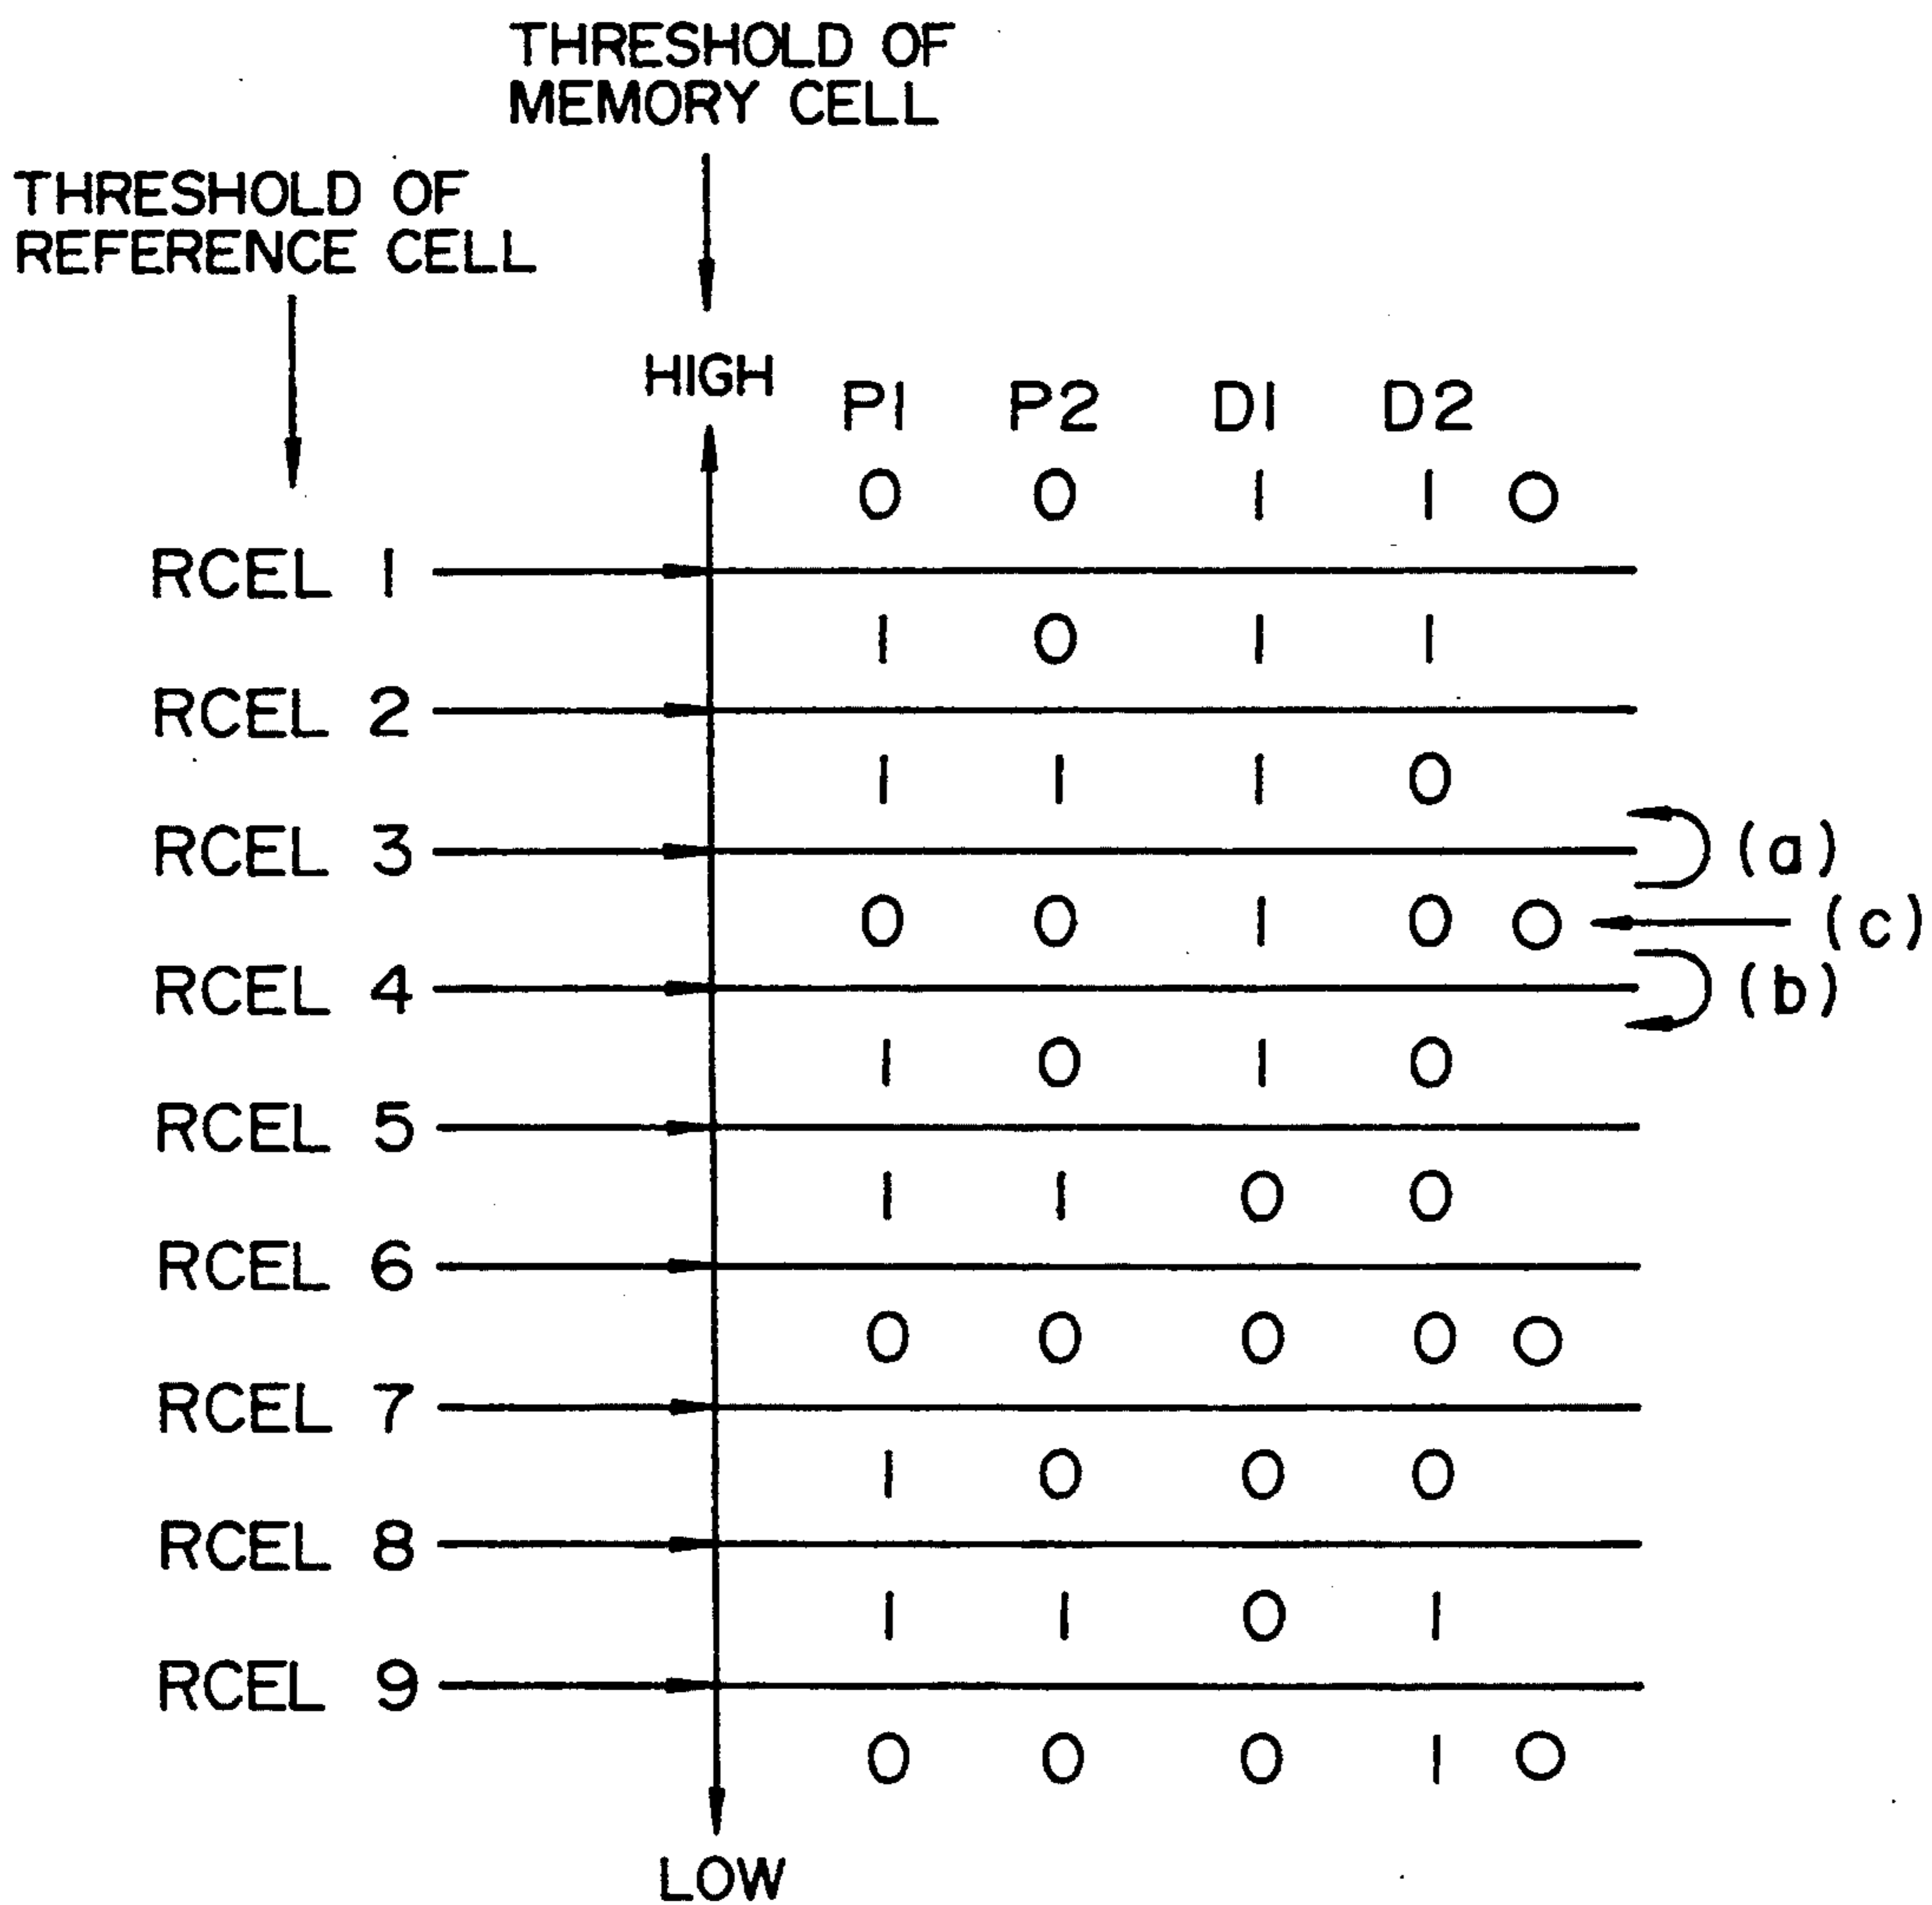 THRESHOLD OF
MEMORY CELL
THRESHOLD OF
REFERENCE CELL
HIGH
P1 P2 D1 D2
0 0 1 1 ○
RCEL 1
1 0 1 1
RCEL 2
1 1 1 0
RCEL 3 (a)
0 0 1 0 ○ (c)
RCEL 4 (b)
1 0 1 0
RCEL 5
1 1 0 0
RCEL 6
0 0 0 0 ○
RCEL 7
1 0 0 0
RCEL 8
1 1 0 1
RCEL 9
0 0 0 1 ○
LOW